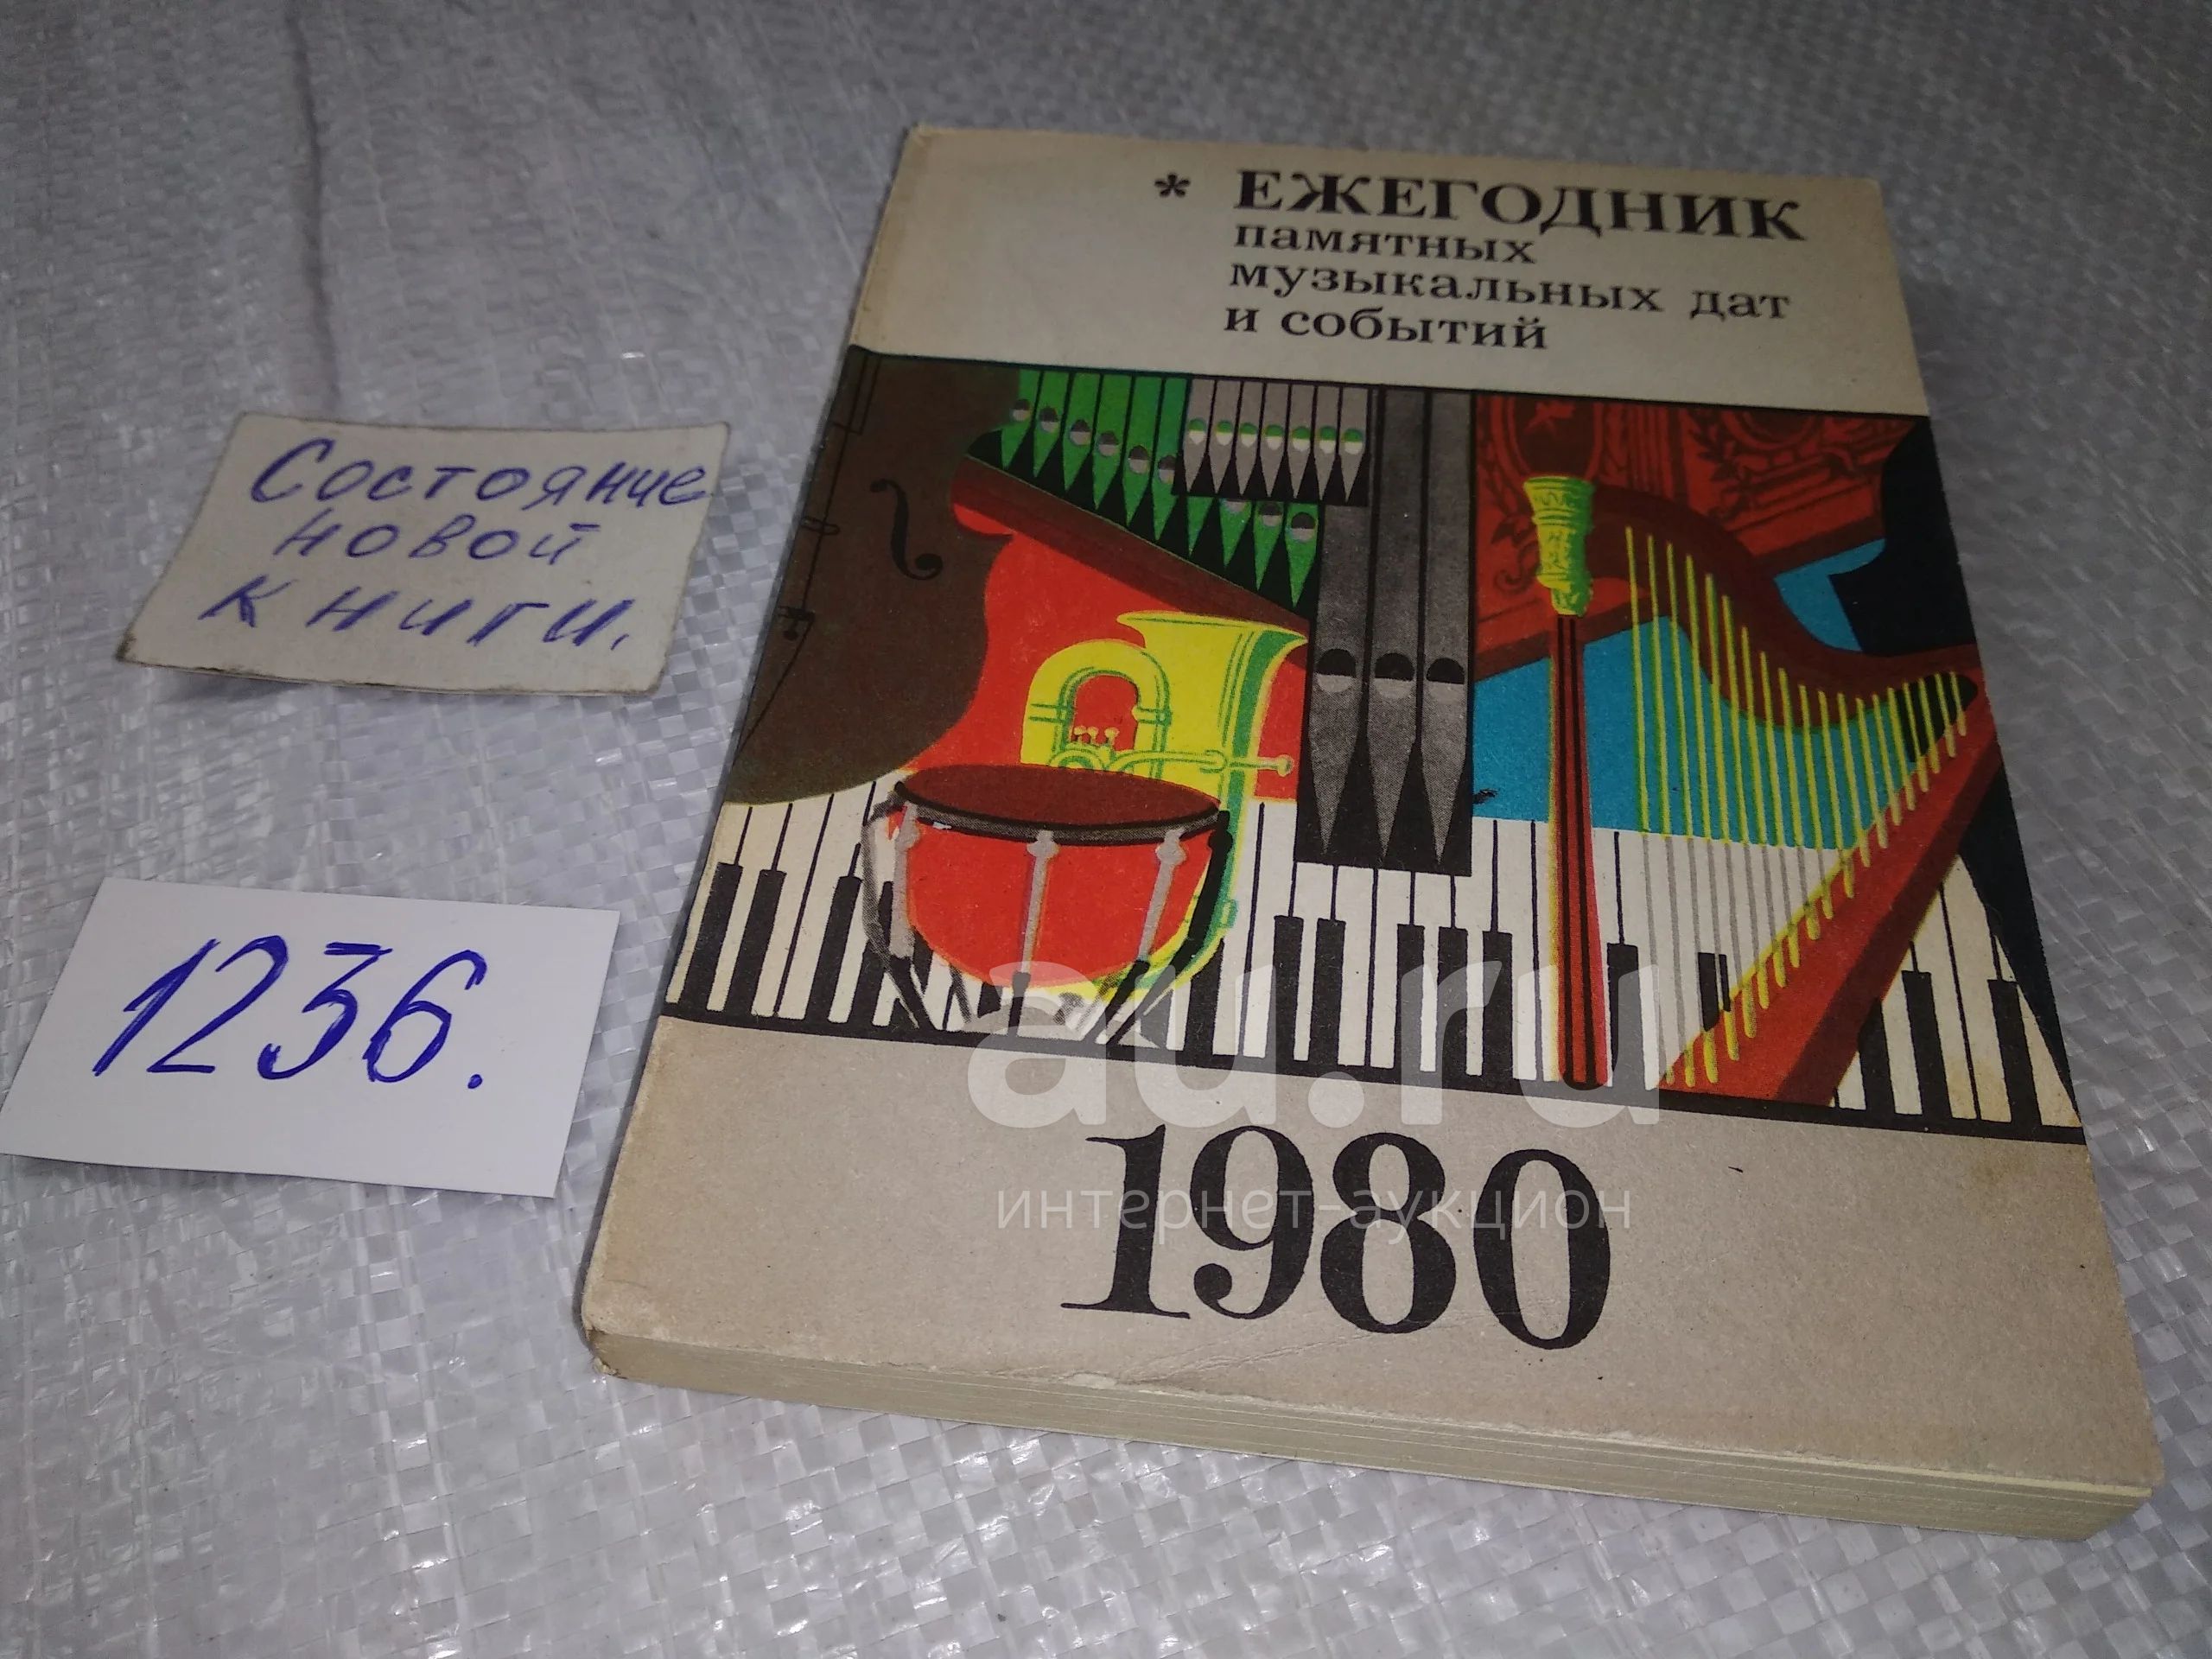 * ЕЖЕГОДНИК
памятных
музыкальных дат
и событий
Состояние
новой
книги.
1236.
au.ru
1980
интернет-аукцион